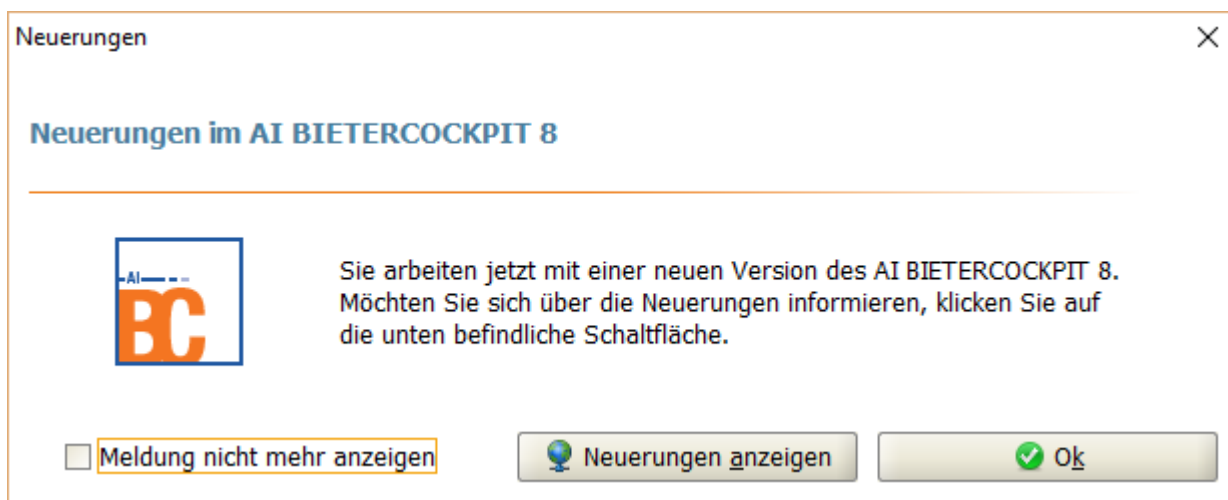 Neuerungen
Neuerungen im AI BIETERCOCKPIT 8
AI
BC
Sie arbeiten jetzt mit einer neuen Version des AI BIETERCOCKPIT 8.
Möchten Sie sich über die Neuerungen informieren, klicken Sie auf
die unten befindliche Schaltfläche.
Meldung nicht mehr anzeigen
Neuerungen anzeigen
Ok